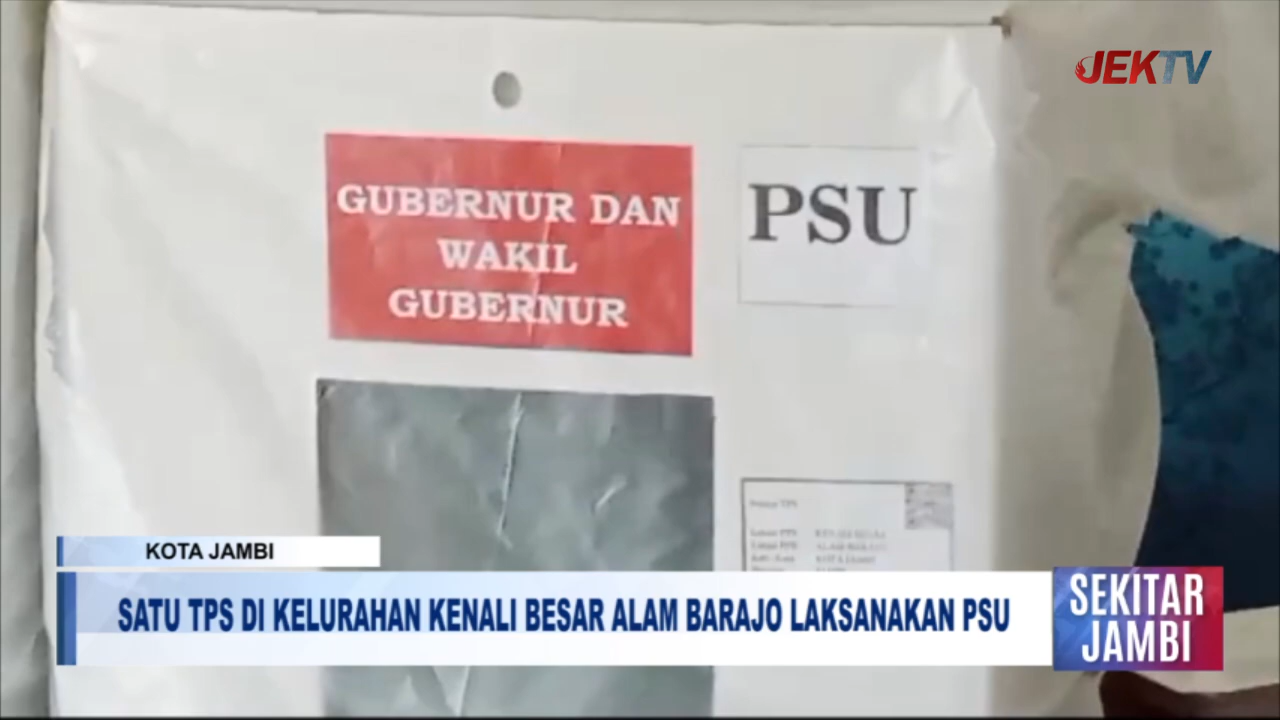 JEKTV
GUBERNUR DAN
WAKIL
GUBERNUR
PSU
KOTA JAMBI
SATU TPS DI KELURAHAN KENALI BESAR ALAM BARAJO LAKSANAKAN PSU
SEKITAR
JAMBI